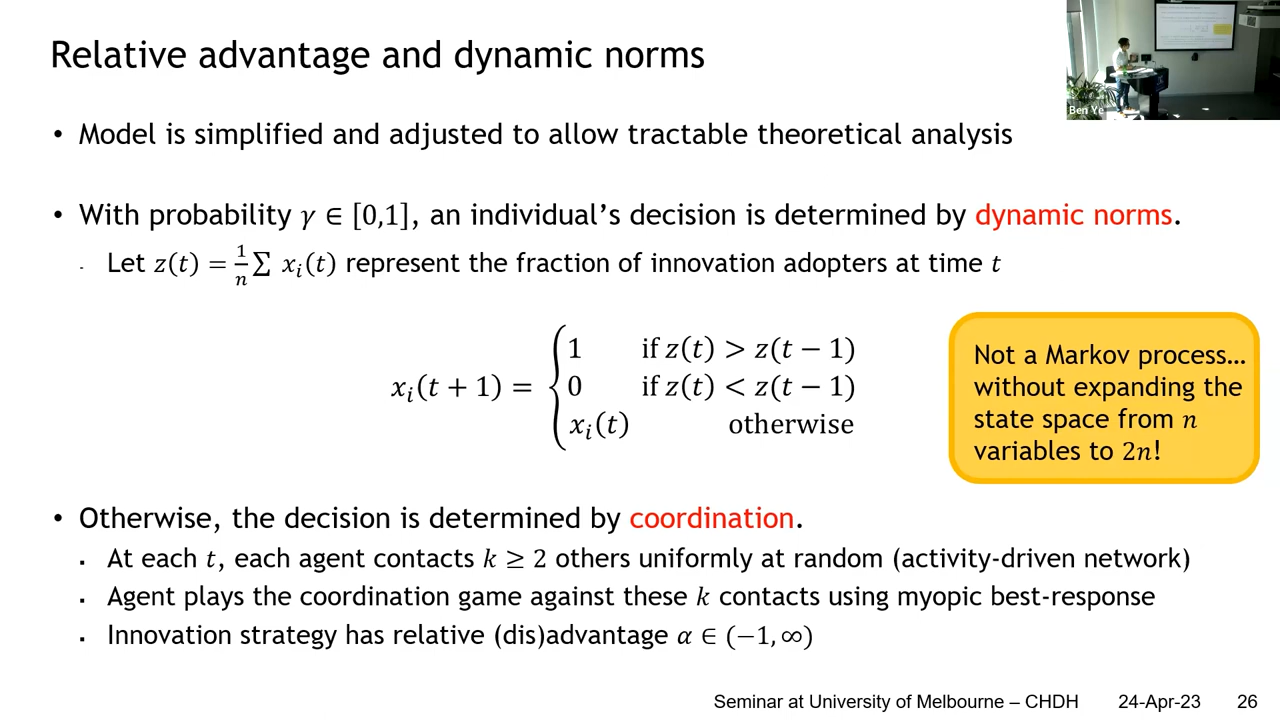 Relative advantage and dynamic norms
Ben Ye
• Model is simplified and adjusted to allow tractable theoretical analysis
• With probability γ ∈ [0,1], an individual's decision is determined by dynamic norms.
Let z(t) = 1/n ∑ xᵢ(t) represent the fraction of innovation adopters at time t
xᵢ(t + 1) = { 1 if z(t) > z(t − 1)
0 if z(t) < z(t − 1)
xᵢ(t) otherwise
Not a Markov process…
without expanding the
state space from n
variables to 2n!
• Otherwise, the decision is determined by coordination.
▪ At each t, each agent contacts k ≥ 2 others uniformly at random (activity-driven network)
▪ Agent plays the coordination game against these k contacts using myopic best-response
▪ Innovation strategy has relative (dis)advantage α ∈ (−1, ∞)
Seminar at University of Melbourne – CHDH 24-Apr-23 26